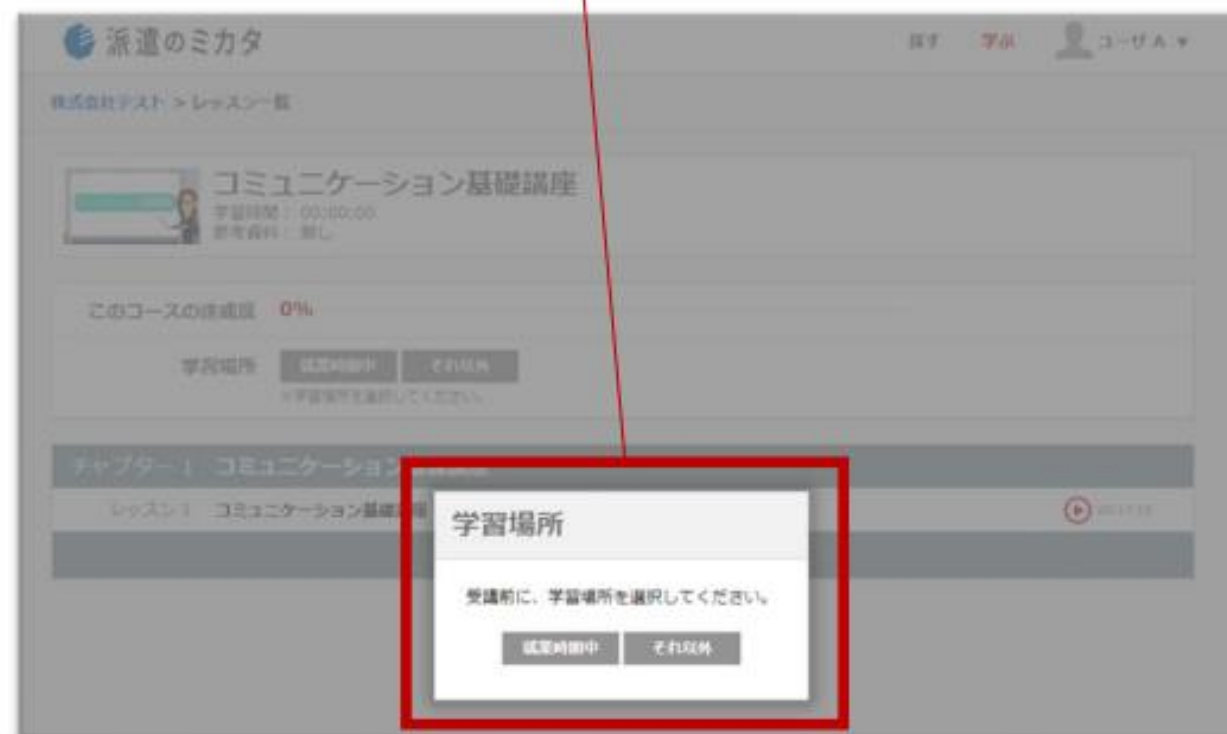 派遣のミカタ
探す 学ぶ ユーザ A ▼
株式会社テスト > レッスン一覧
コミュニケーション基礎講座
学習時間： 00:00:00
参考資料： 無し
このコースの達成度 0%
学習場所 就業時間中 それ以外
※学習場所を選択してください。
チャプター 1 コミュニケーション
レッスン 1 コミュニケーション基礎
学習場所
受講前に、学習場所を選択してください。
就業時間中 それ以外